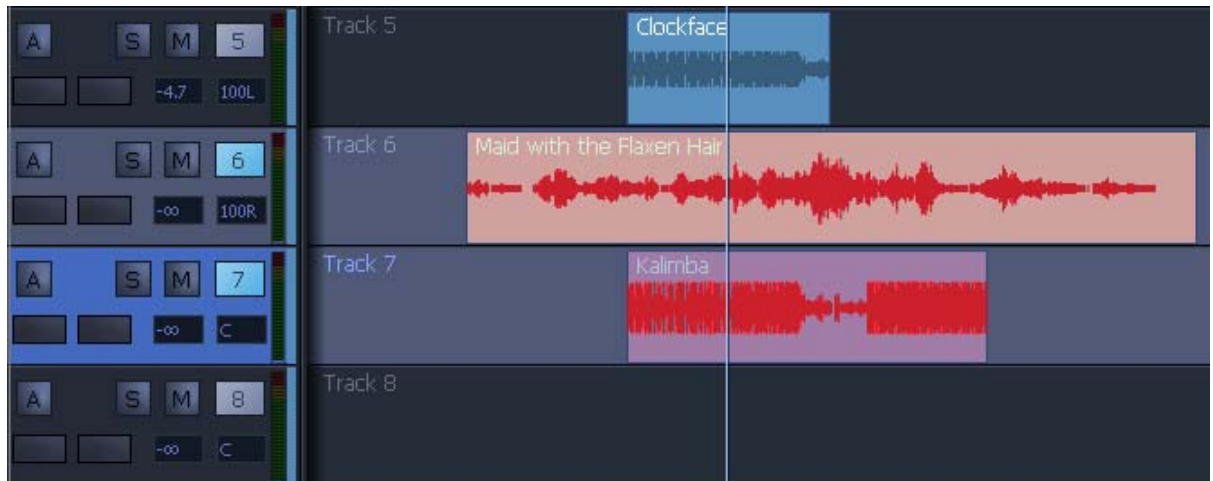 A S M 5 Track 5 Clockface
-4.7 100L
A S M 6 Track 6 Maid with the Flaxen Hair
-∞ 100R
A S M 7 Track 7 Kalimba
-∞ C
A S M 8 Track 8
-∞ C